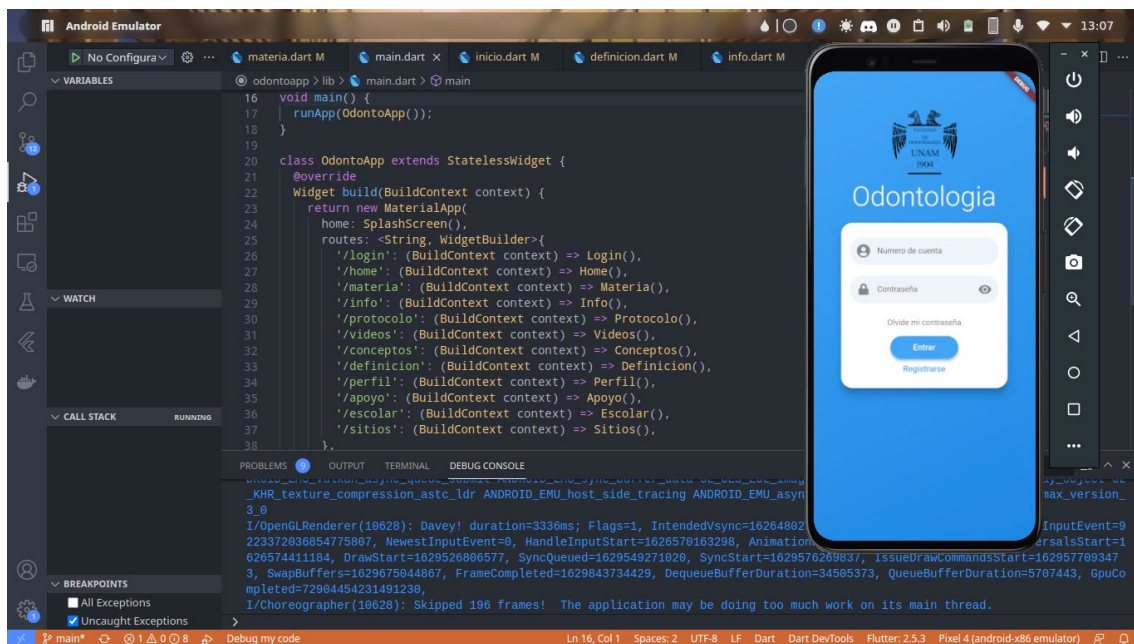 Android Emulator
13:07
No Configura
materia.dart M
main.dart
inicio.dart M
definicion.dart M
info.dart M
VARIABLES
odontoapp > lib > main.dart > main
16 void main() {
17 runApp(OdontoApp());
18 }
19
20 class OdontoApp extends StatelessWidget {
21 @override
22 Widget build(BuildContext context) {
23 return new MaterialApp(
24 home: SplashScreen(),
25 routes: <String, WidgetBuilder>{
26 '/login': (BuildContext context) => Login(),
27 '/home': (BuildContext context) => Home(),
28 '/materia': (BuildContext context) => Materia(),
29 '/info': (BuildContext context) => Info(),
30 '/protocolo': (BuildContext context) => Protocolo(),
31 '/videos': (BuildContext context) => Videos(),
32 '/conceptos': (BuildContext context) => Conceptos(),
33 '/definicion': (BuildContext context) => Definicion(),
34 '/perfil': (BuildContext context) => Perfil(),
35 '/apoyo': (BuildContext context) => Apoyo(),
36 '/escolar': (BuildContext context) => Escolar(),
37 '/sitios': (BuildContext context) => Sitios(),
38 },
12
1
WATCH
CALL STACK RUNNING
BREAKPOINTS
All Exceptions
Uncaught Exceptions
DEBUG
UNAM
1904
Odontologia
Numero de cuenta
Contraseña
Olvide mi contraseña
Entrar
Registrarse
PROBLEMS 9 OUTPUT TERMINAL DEBUG CONSOLE
_KHR_texture_compression_astc_ldr ANDROID_EMU_host_side_tracing ANDROID_EMU_asyn max_version_
3_0
I/OpenGLRenderer(10628): Davey! duration=3336ms; Flags=1, IntendedVsync=16264802 InputEvent=9
223372036854775807, NewestInputEvent=0, HandleInputStart=1626570163298, Animation ersalsStart=1
626574411184, DrawStart=1629526806577, SyncQueued=1629549271020, SyncStart=1629576269837, IssueDrawCommandsStart=162957709347
3, SwapBuffers=1629675044867, FrameCompleted=1629843734429, DequeueBufferDuration=34505373, QueueBufferDuration=5707443, GpuCo
mpleted=72904454231491230,
I/Choreographer(10628): Skipped 196 frames! The application may be doing too much work on its main thread.
>
main* 1 0 8 Debug my code Ln 16, Col 1 Spaces: 2 UTF-8 LF Dart Dart DevTools Flutter: 2.5.3 Pixel 4 (android-x86 emulator)